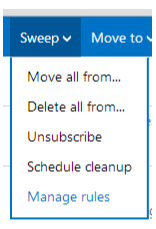 Sweep Move to
Move all from...
Delete all from...
Unsubscribe
Schedule cleanup
Manage rules